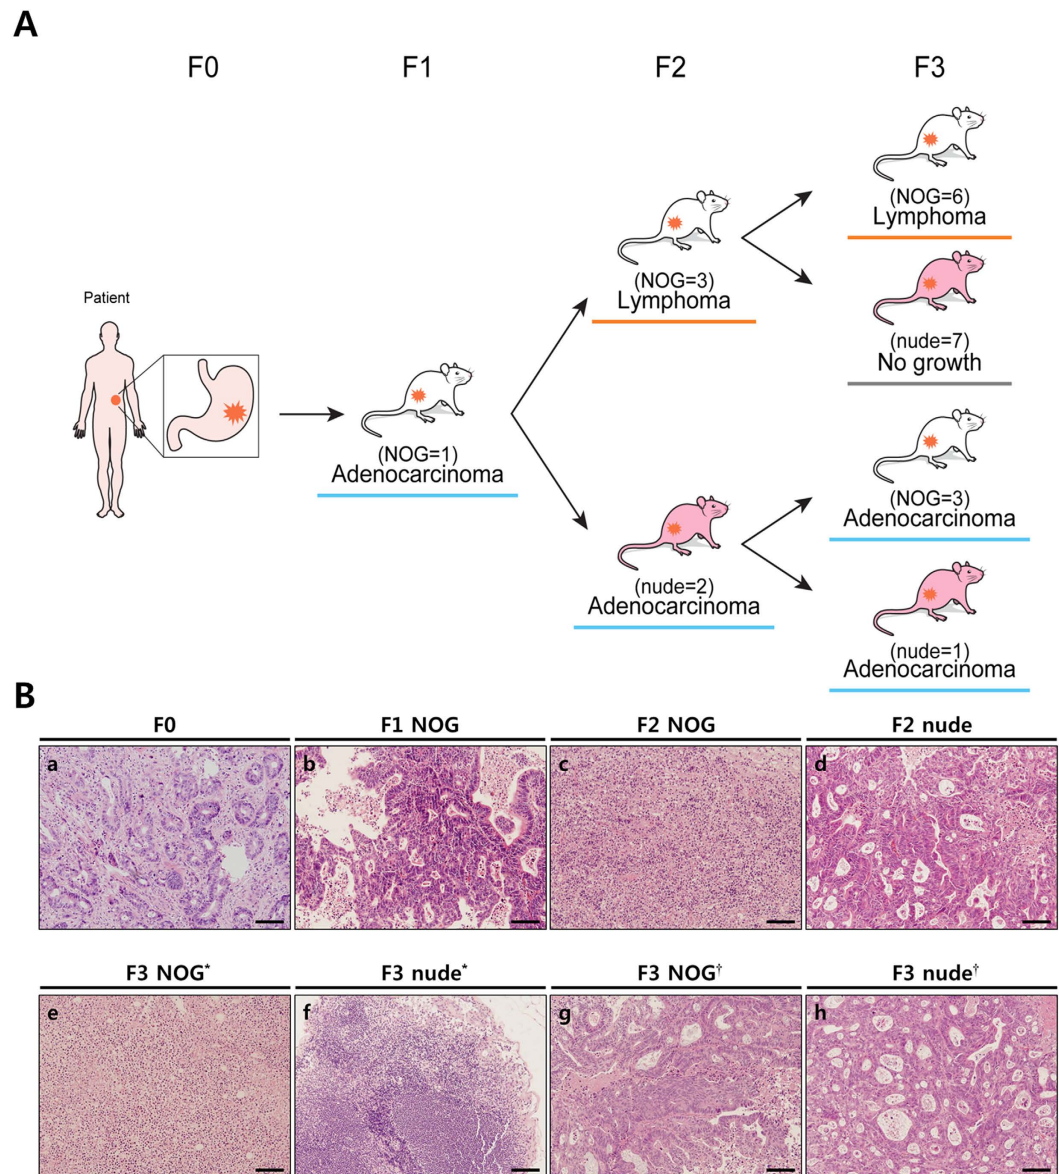 A
F0 F1 F2 F3
(NOG=6)
Lymphoma
(NOG=3)
Lymphoma
Patient
(nude=7)
No growth
(NOG=1)
Adenocarcinoma
(NOG=3)
Adenocarcinoma
(nude=2)
Adenocarcinoma
(nude=1)
Adenocarcinoma
B
F0 F1 NOG F2 NOG F2 nude
a b c d
F3 NOG* F3 nude* F3 NOG† F3 nude†
e f g h